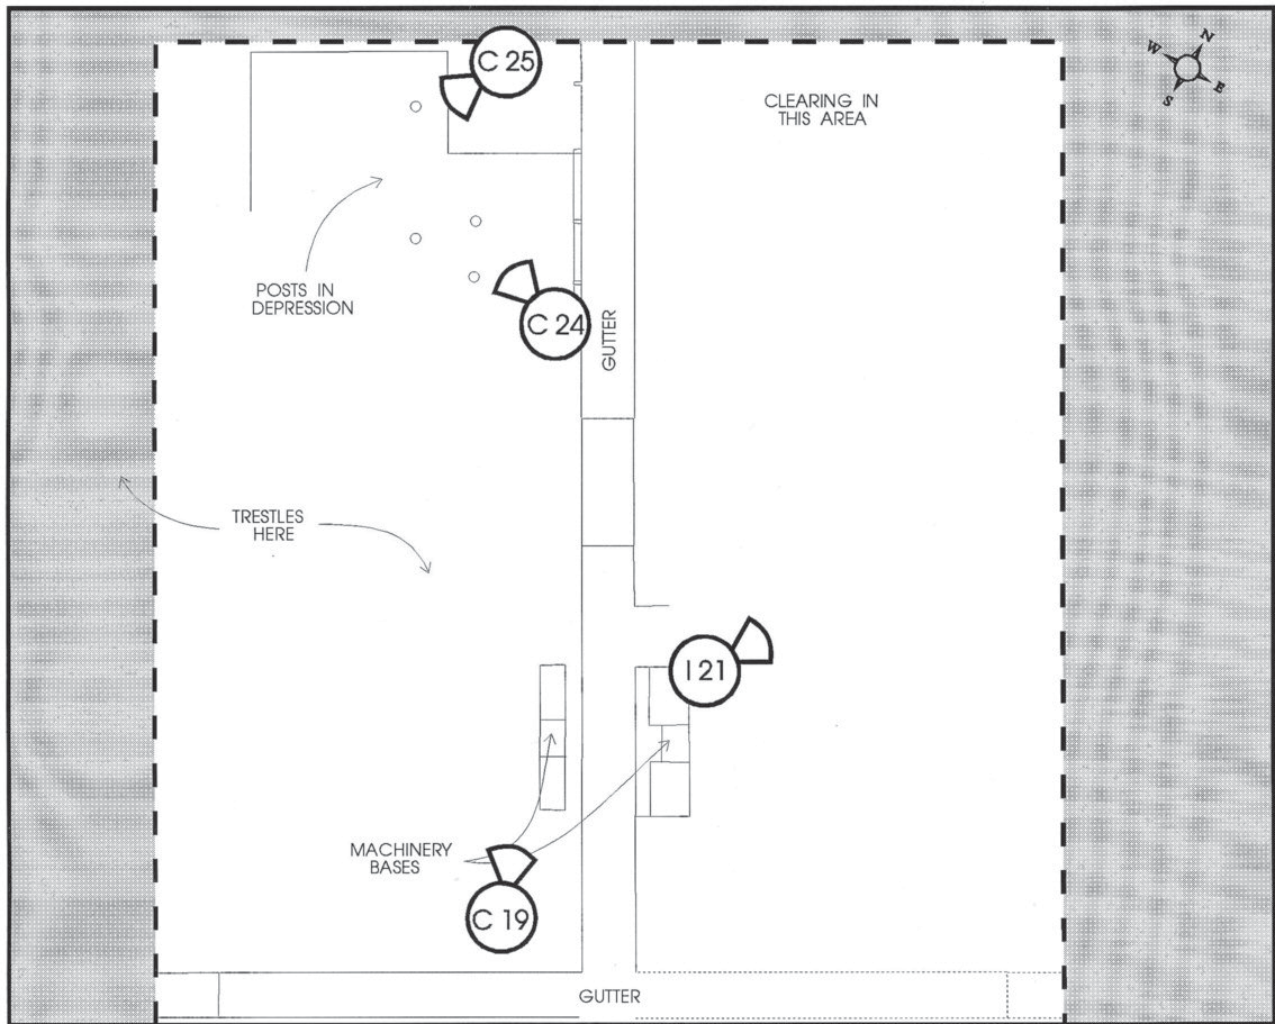 C 25
N
W
E
S
CLEARING IN
THIS AREA
POSTS IN
DEPRESSION
C 24
GUTTER
TRESTLES
HERE
I 21
MACHINERY
BASES
C 19
GUTTER